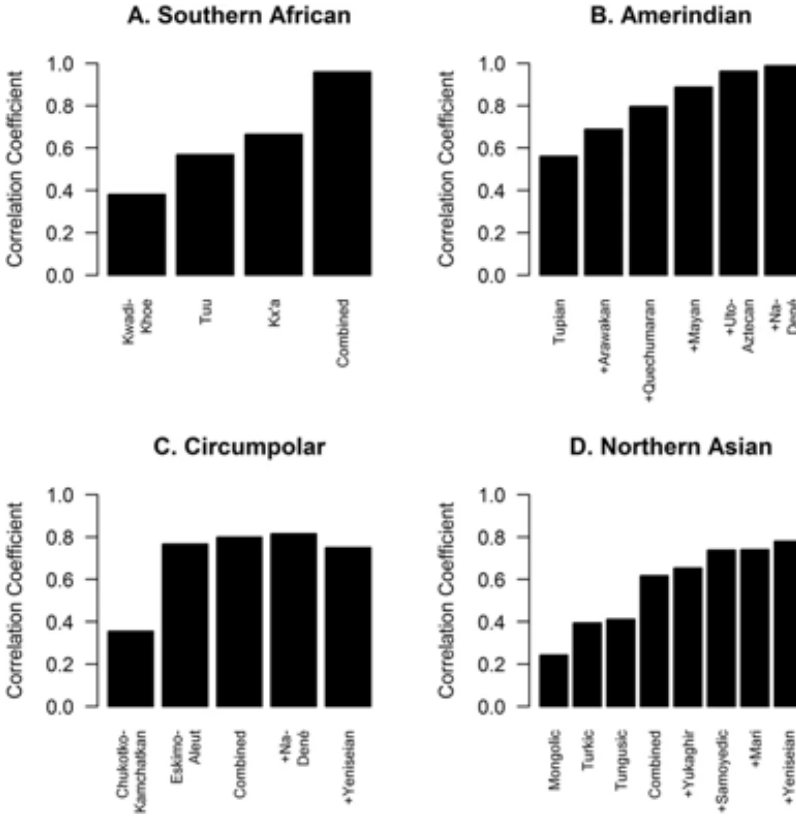 A. Southern African
Correlation Coefficient
1.0
0.8
0.6
0.4
0.2
0.0
Kwadi-
Khoe
Tuu
Kx'a
Combined
B. Amerindian
Correlation Coefficient
1.0
0.8
0.6
0.4
0.2
0.0
Tupian
+Arawakan
+Quechumaran
+Mayan
+Uto-
Aztecan
+Na-
Dené
C. Circumpolar
Correlation Coefficient
1.0
0.8
0.6
0.4
0.2
0.0
Chukotko-
Kamchatkan
Eskimo-
Aleut
Combined
+Na-
Dené
+Yeniseian
D. Northern Asian
Correlation Coefficient
1.0
0.8
0.6
0.4
0.2
0.0
Mongolic
Turkic
Tungusic
Combined
+Yukaghir
+Samoyedic
+Mari
+Yeniseian